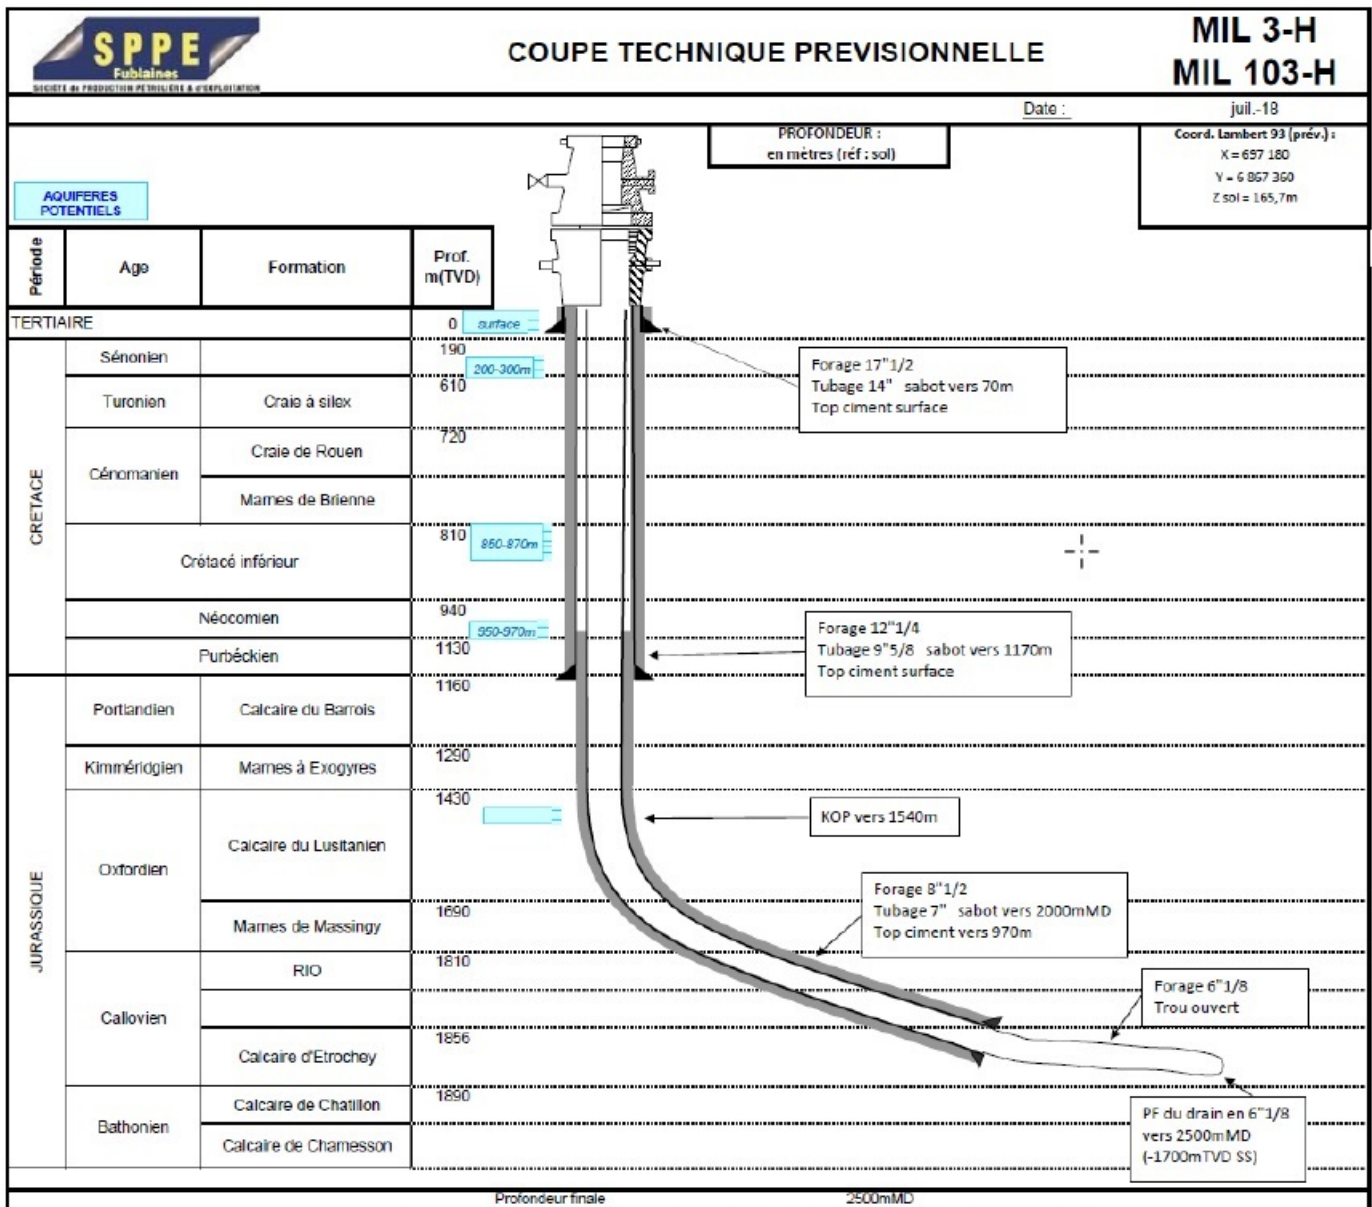 SPPE
Fublaines
SOCIÉTÉ de PRODUCTION PÉTROLIÈRE & d'EXPLOITATION
COUPE TECHNIQUE PREVISIONNELLE
MIL 3-H
MIL 103-H
Date :
juil.-18
PROFONDEUR :
en mètres (réf : sol)
Coord. Lambert 93 (prév.) :
X = 697 180
Y = 6 867 360
Z sol = 165,7m
AQUIFERES
POTENTIELS
Période
Age
Formation
Prof.
m(TVD)
TERTIAIRE
0
surface
CRETACE
Sénonien
190
200-300m
Turonien
Craie à silex
610
Cénomanien
Craie de Rouen
720
Marnes de Brienne
Crétacé inférieur
810
850-870m
Néocomien
940
950-970m
Purbéckien
1130
JURASSIQUE
Portlandien
Calcaire du Barrois
1160
Kimméridgien
Marnes à Exogyres
1290
Oxfordien
Calcaire du Lusitanien
1430
Marnes de Massingy
1690
Callovien
RIO
1810
Calcaire d'Etrochey
1856
Bathonien
Calcaire de Chatillon
1890
Calcaire de Chamesson
Forage 17"1/2
Tubage 14" sabot vers 70m
Top ciment surface
Forage 12"1/4
Tubage 9"5/8 sabot vers 1170m
Top ciment surface
KOP vers 1540m
Forage 8"1/2
Tubage 7" sabot vers 2000mMD
Top ciment vers 970m
Forage 6"1/8
Trou ouvert
PF du drain en 6"1/8
vers 2500mMD
(-1700mTVD SS)
Profondeur finale
2500mMD